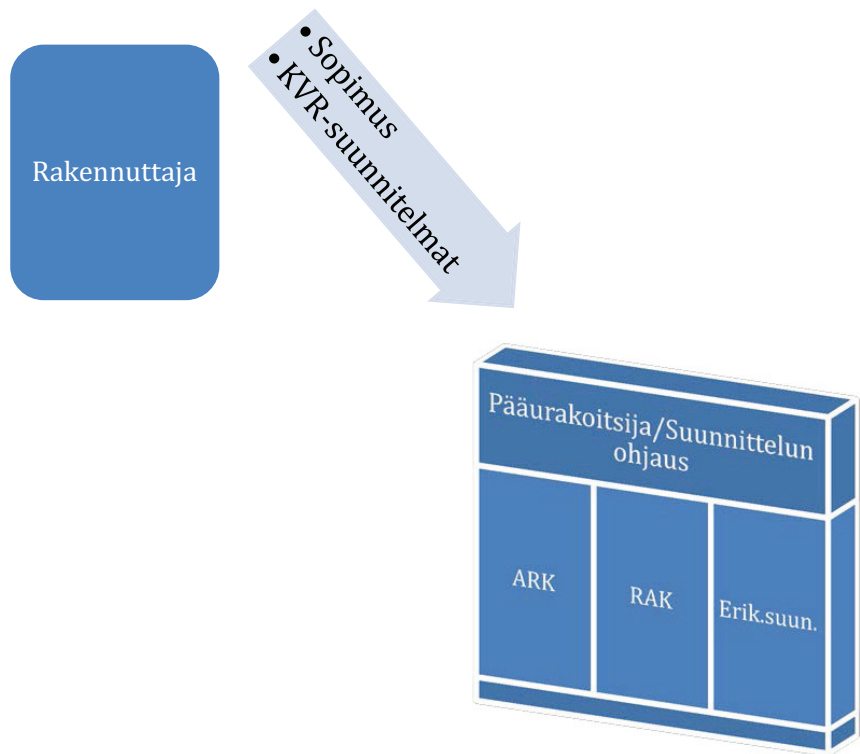 Rakennuttaja
• Sopimus
• KVR-suunnitelmat
Pääurakoitsija/Suunnittelun
ohjaus
ARK
RAK
Erik.suun.